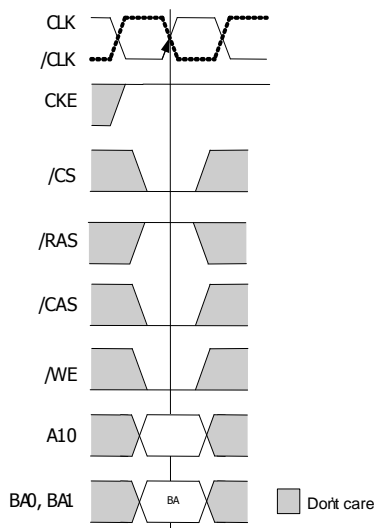 CLK
/CLK
CKE
/CS
/RAS
/CAS
/WE
A10
BA0, BA1
BA
Don't care